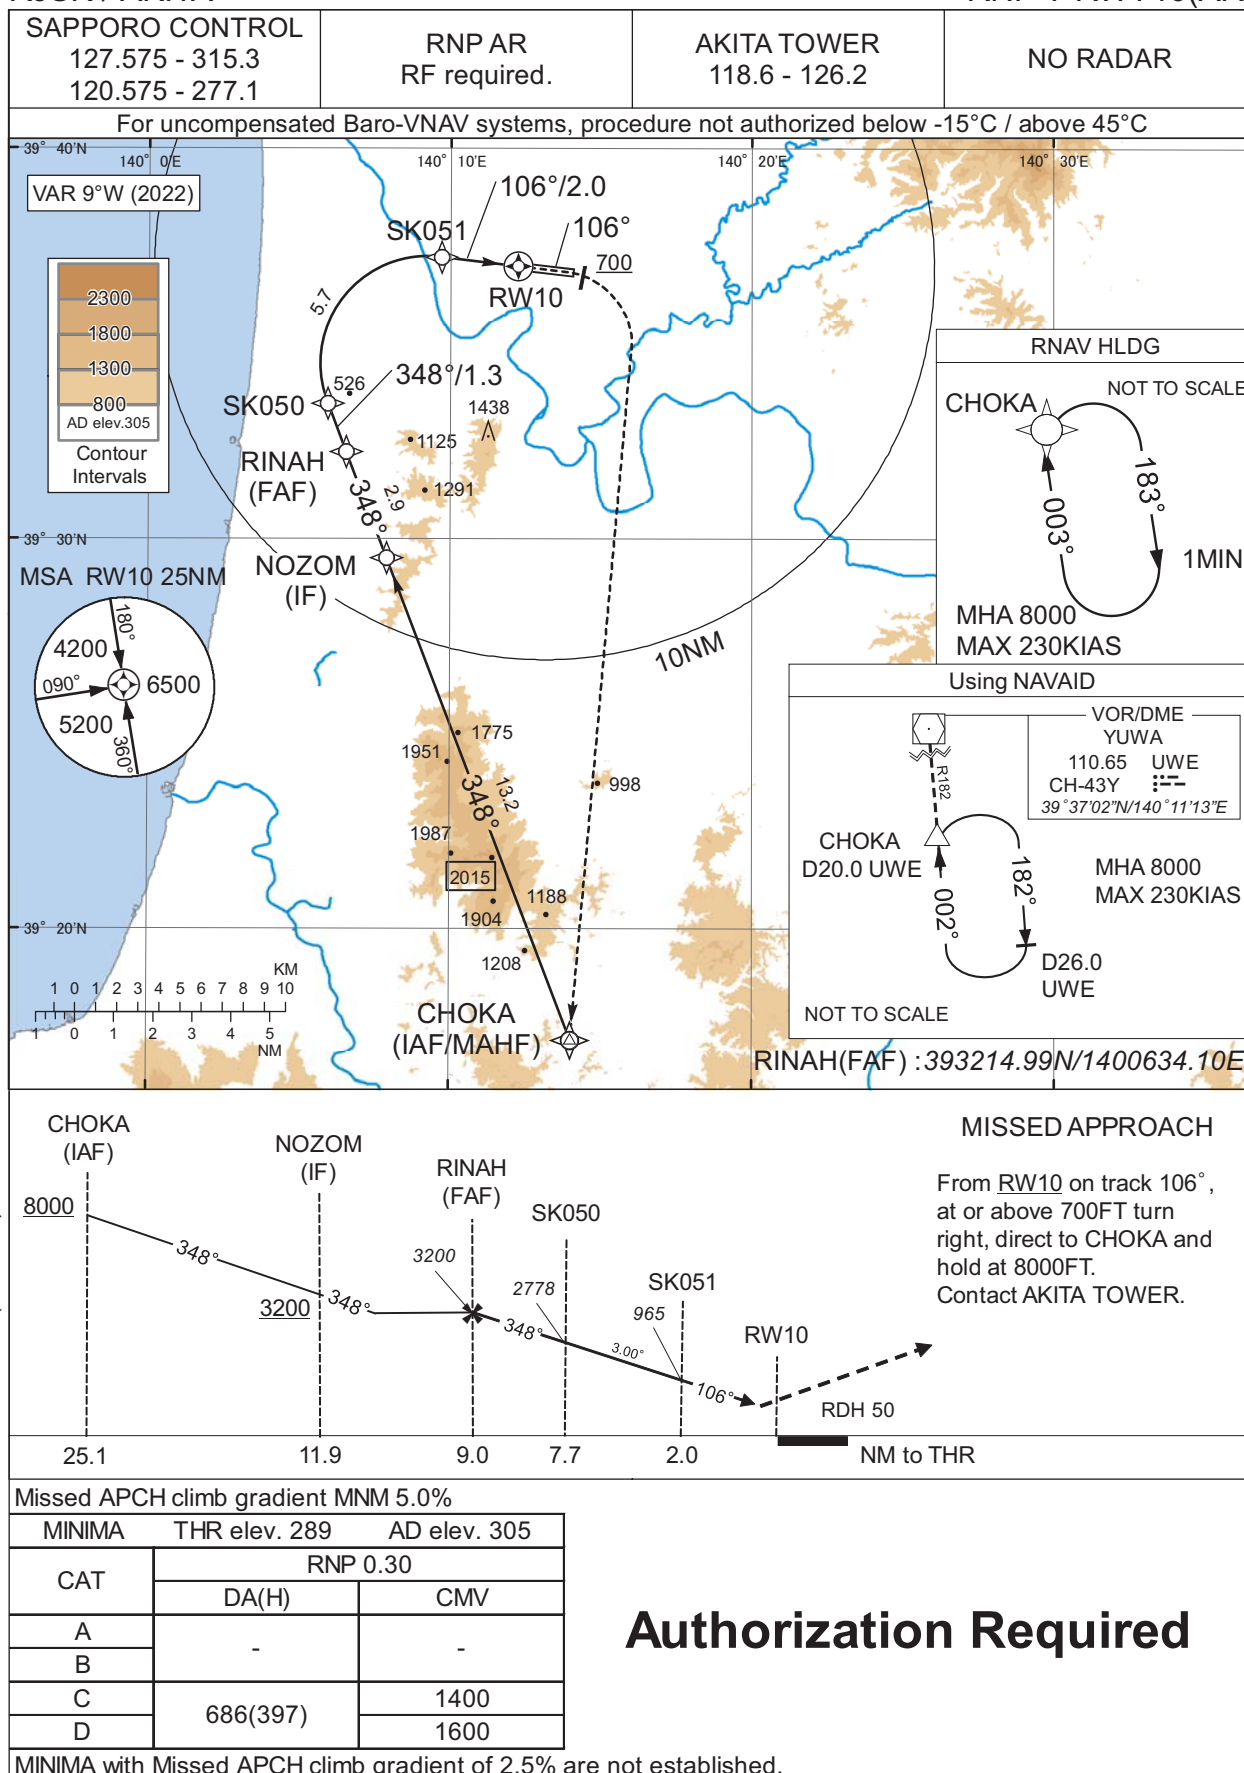 SAPPORO CONTROL
127.575 - 315.3
120.575 - 277.1
RNP AR
RF required.
AKITA TOWER
118.6 - 126.2
NO RADAR
For uncompensated Baro-VNAV systems, procedure not authorized below -15°C / above 45°C
39° 40'N
140° 0'E
140° 10'E
140° 20'E
140° 30'E
VAR 9°W (2022)
2300
1800
1300
800
AD elev.305
Contour
Intervals
106°/2.0
SK051
106°
700
RW10
5.7
348°/1.3
526
SK050
1438
1125
RINAH
(FAF)
1291
348°
2.9
39° 30'N
NOZOM
(IF)
10NM
MSA RW10 25NM
180°
4200
090°
6500
5200
360°
1775
1951
348°
13.2
998
1987
2015
1904
1188
39° 20'N
1208
KM
1 0 1 2 3 4 5 6 7 8 9 10
1 0 1 2 3 4 5
NM
CHOKA
(IAF/MAHF)
RNAV HLDG
NOT TO SCALE
CHOKA
183°
003°
1MIN
MHA 8000
MAX 230KIAS
Using NAVAID
VOR/DME
YUWA
110.65 UWE
CH-43Y
39°37'02"N/140°11'13"E
R182
CHOKA
D20.0 UWE
182°
002°
MHA 8000
MAX 230KIAS
D26.0
UWE
NOT TO SCALE
RINAH(FAF) :393214.99N/1400634.10E
CHOKA
(IAF)
NOZOM
(IF)
RINAH
(FAF)
SK050
SK051
RW10
8000
348°
3200
348°
3200
348°
2778
3.00°
965
106°
RDH 50
25.1
11.9
9.0
7.7
2.0
NM to THR
MISSED APPROACH
From RW10 on track 106°,
at or above 700FT turn
right, direct to CHOKA and
hold at 8000FT.
Contact AKITA TOWER.
Missed APCH climb gradient MNM 5.0%
MINIMA THR elev. 289 AD elev. 305
CAT
RNP 0.30
DA(H) CMV
A
B
- -
C
D
686(397)
1400
1600
Authorization Required
MINIMA with Missed APCH climb gradient of 2.5% are not established.